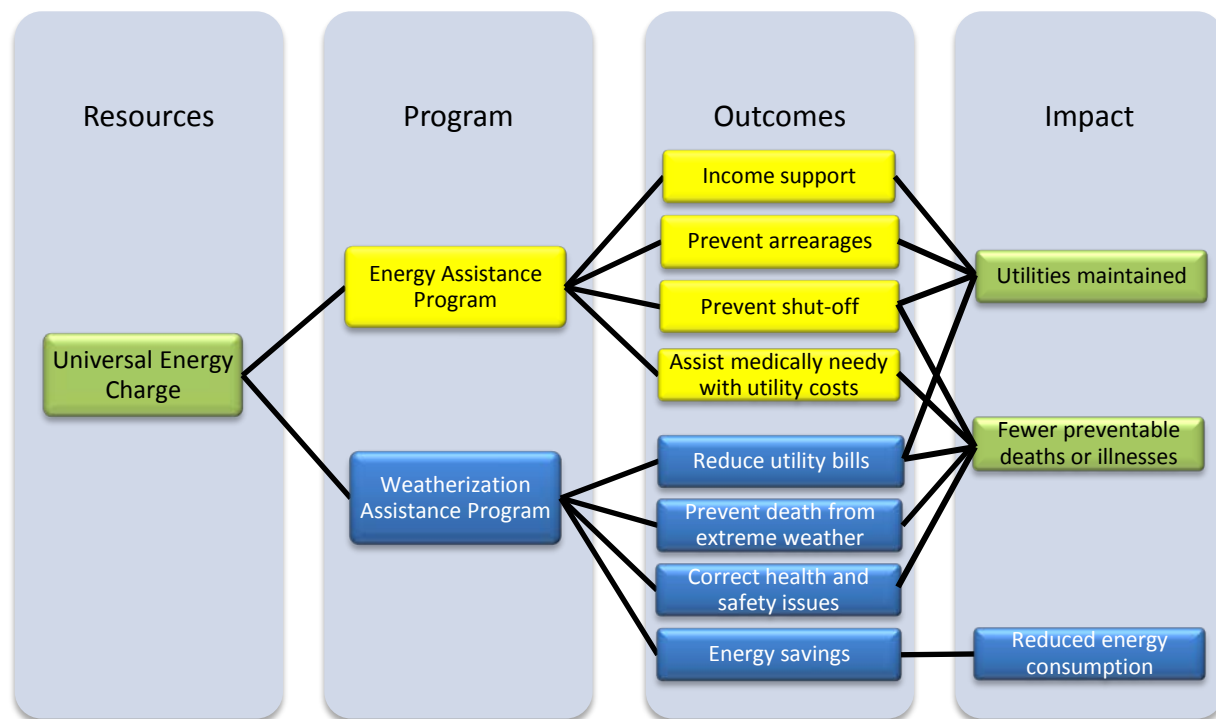 Resources
Program
Outcomes
Impact
Universal Energy
Charge
Energy Assistance
Program
Weatherization
Assistance Program
Income support
Prevent arrearages
Prevent shut-off
Assist medically needy
with utility costs
Reduce utility bills
Prevent death from
extreme weather
Correct health and
safety issues
Energy savings
Utilities maintained
Fewer preventable
deaths or illnesses
Reduced energy
consumption